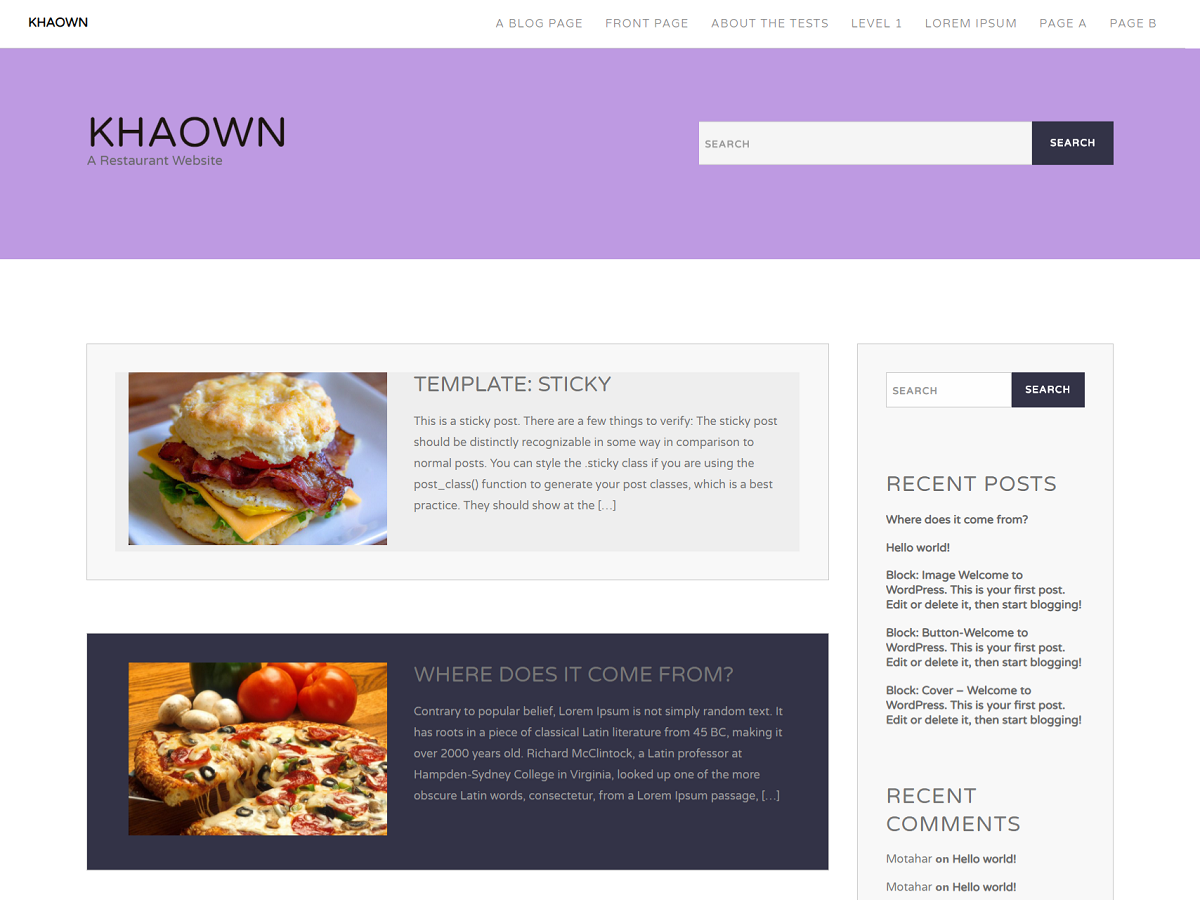 KHAOWN
A BLOG PAGE
FRONT PAGE
ABOUT THE TESTS
LEVEL 1
LOREM IPSUM
PAGE A
PAGE B
KHAOWN
A Restaurant Website
SEARCH
SEARCH
TEMPLATE: STICKY
This is a sticky post. There are a few things to verify: The sticky post
should be distinctly recognizable in some way in comparison to
normal posts. You can style the .sticky class if you are using the
post_class() function to generate your post classes, which is a best
practice. They should show at the […]
WHERE DOES IT COME FROM?
Contrary to popular belief, Lorem Ipsum is not simply random text. It
has roots in a piece of classical Latin literature from 45 BC, making it
over 2000 years old. Richard McClintock, a Latin professor at
Hampden-Sydney College in Virginia, looked up one of the more
obscure Latin words, consectetur, from a Lorem Ipsum passage, […]
SEARCH
SEARCH
RECENT POSTS
Where does it come from?
Hello world!
Block: Image Welcome to
WordPress. This is your first post.
Edit or delete it, then start blogging!
Block: Button-Welcome to
WordPress. This is your first post.
Edit or delete it, then start blogging!
Block: Cover – Welcome to
WordPress. This is your first post.
Edit or delete it, then start blogging!
RECENT
COMMENTS
Motahar on Hello world!
Motahar on Hello world!